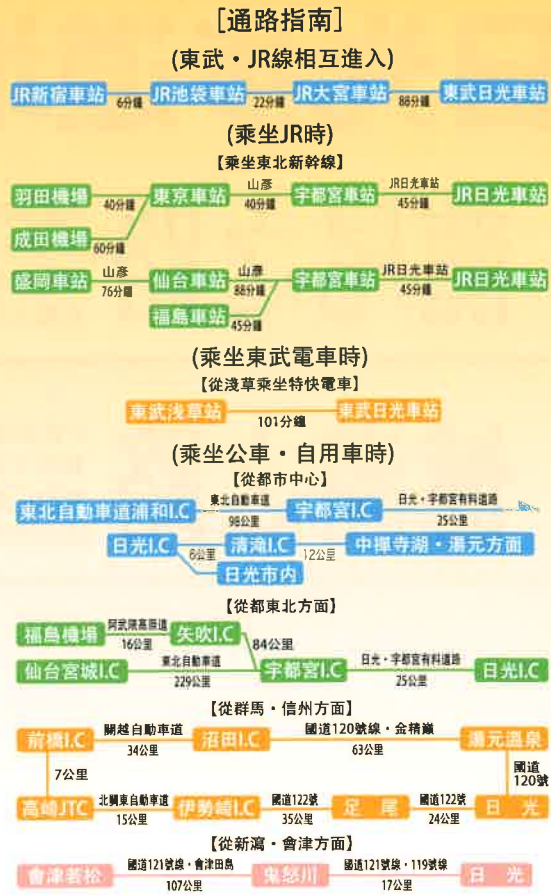 [通路指南]
(東武・JR線相互進入)
JR新宿車站 6分鐘 JR池袋車站 22分鐘 JR大宮車站 86分鐘 東武日光車站
(乘坐JR時)
【乘坐東北新幹線】
羽田機場 40分鐘 東京車站 山彥 40分鐘 宇都宮車站 JR日光車站 45分鐘 JR日光車站
成田機場 60分鐘
盛岡車站 山彥 76分鐘 仙台車站 山彥 88分鐘 宇都宮車站 JR日光車站 45分鐘 JR日光車站
福島車站 45分鐘
(乘坐東武電車時)
【從淺草乘坐特快電車】
東武浅草站 101分鐘 東武日光車站
(乘坐公車・自用車時)
【從都市中心】
東北自動車道浦和I.C 東北自動車道 98公里 宇都宮I.C 日光・宇都宮有料道路 25公里
日光I.C 6公里 清滝I.C 12公里 中禅寺湖・湯元方面
日光市内
【從都東北方面】
福島機場 阿武隈高原道 16公里 矢吹I.C 84公里
仙台宮城I.C 東北自動車道 229公里 宇都宮I.C 日光・宇都宮有料道路 25公里 日光I.C
【從群馬・信州方面】
前橋I.C 關越自動車道 34公里 沼田I.C 國道120號線・金精巔 63公里 湯元溫泉
7公里 國道120號
高崎JTC 北關東自動車道 15公里 伊勢崎I.C 國道122號 35公里 足尾 國道122號 24公里 日光
【從新瀉・會津方面】
會津若松 國道121號線・會津田島 107公里 鬼怒川 國道121號線・119號線 17公里 日光